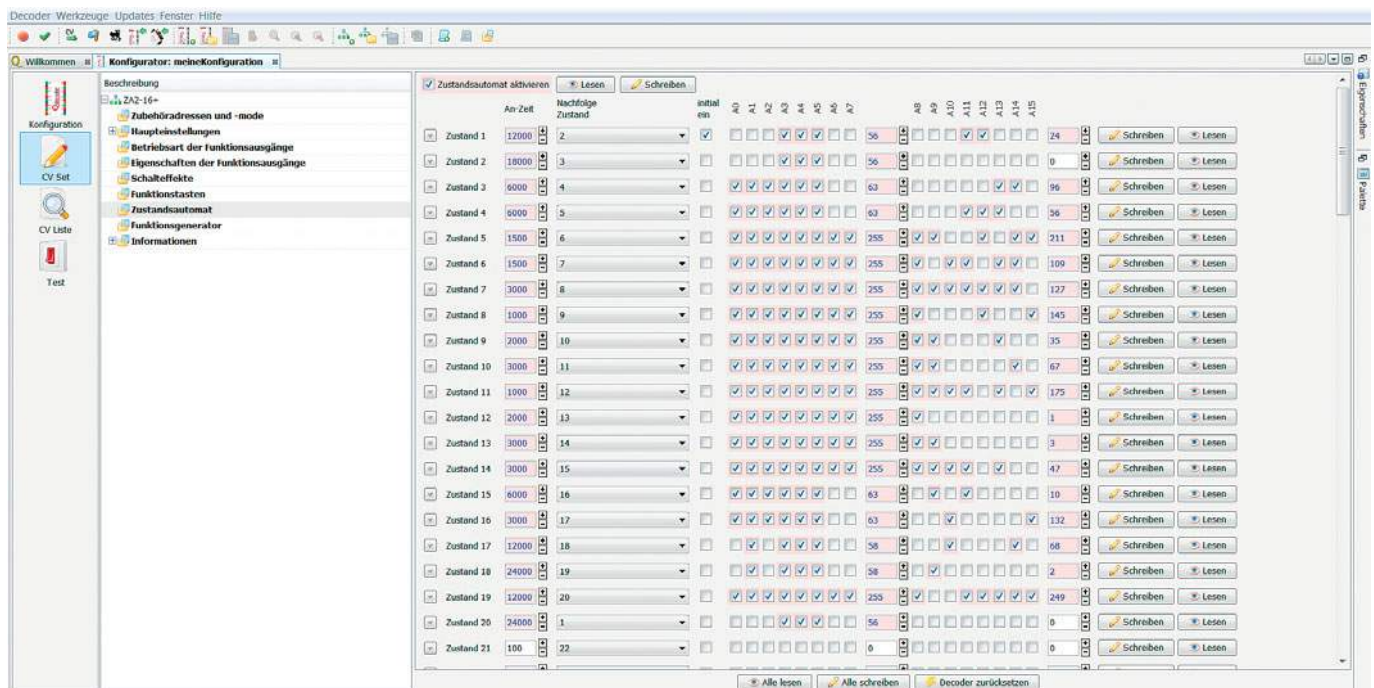 Decoder Werkzeuge Updates Fenster Hilfe
Willkommen Konfigurator: meineKonfiguration
Konfiguration
CV Set
CV Liste
Test
Beschreibung
ZA2-16+
Zubehöradressen und -mode
Haupteinstellungen
Betriebsart der Funktionsausgänge
Eigenschaften der Funktionsausgänge
Schalteffekte
Funktionstasten
Zustandsautomat
Funktionsgenerator
Informationen
Zustandsautomat aktivieren Lesen Schreiben
An-Zeit Nachfolge Zustand initial ein A0 A1 A2 A3 A4 A5 A6 A7 A8 A9 A10 A11 A12 A13 A14 A15
Zustand 1 12000 2 56 24 Schreiben Lesen
Zustand 2 18000 3 56 0 Schreiben Lesen
Zustand 3 6000 4 63 96 Schreiben Lesen
Zustand 4 6000 5 63 56 Schreiben Lesen
Zustand 5 1500 6 255 211 Schreiben Lesen
Zustand 6 1500 7 255 109 Schreiben Lesen
Zustand 7 3000 8 255 127 Schreiben Lesen
Zustand 8 1000 9 255 145 Schreiben Lesen
Zustand 9 2000 10 255 35 Schreiben Lesen
Zustand 10 3000 11 255 67 Schreiben Lesen
Zustand 11 1000 12 255 175 Schreiben Lesen
Zustand 12 2000 13 255 1 Schreiben Lesen
Zustand 13 3000 14 255 3 Schreiben Lesen
Zustand 14 3000 15 255 47 Schreiben Lesen
Zustand 15 6000 16 63 10 Schreiben Lesen
Zustand 16 3000 17 63 132 Schreiben Lesen
Zustand 17 12000 18 58 68 Schreiben Lesen
Zustand 18 24000 19 58 2 Schreiben Lesen
Zustand 19 12000 20 255 249 Schreiben Lesen
Zustand 20 24000 1 56 0 Schreiben Lesen
Zustand 21 100 22 0 0 Schreiben Lesen
Alle lesen Alle schreiben Decoder zurücksetzen
Eigenschaften
Palette